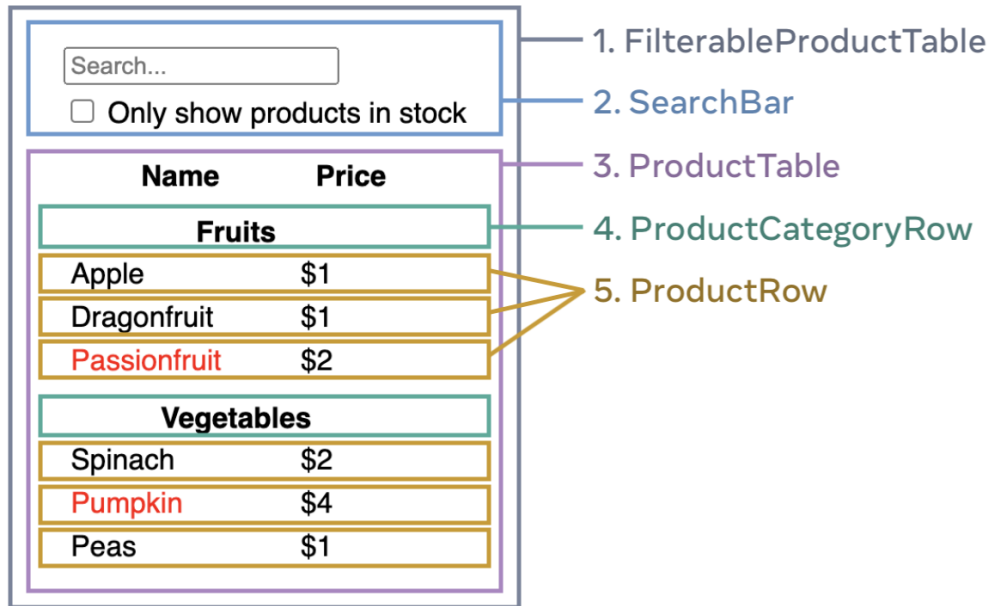 Search...
Only show products in stock
Name Price
Fruits
Apple $1
Dragonfruit $1
Passionfruit $2
Vegetables
Spinach $2
Pumpkin $4
Peas $1
1. FilterableProductTable
2. SearchBar
3. ProductTable
4. ProductCategoryRow
5. ProductRow